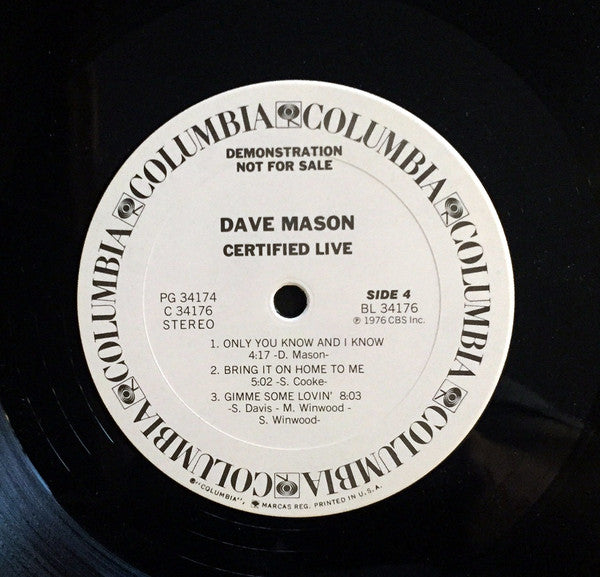 COLUMBIA COLUMBIA COLUMBIA COLUMBIA COLUMBIA COLUMBIA
DEMONSTRATION
NOT FOR SALE
DAVE MASON
CERTIFIED LIVE
PG 34174
C 34176
STEREO
SIDE 4
BL 34176
℗ 1976 CBS Inc.
1. ONLY YOU KNOW AND I KNOW
4:17 -D. Mason-
2. BRING IT ON HOME TO ME
5:02 -S. Cooke-
3. GIMME SOME LOVIN' 8:03
-S. Davis - M. Winwood -
S. Winwood-
®"COLUMBIA", MARCAS REG. PRINTED IN U.S.A.